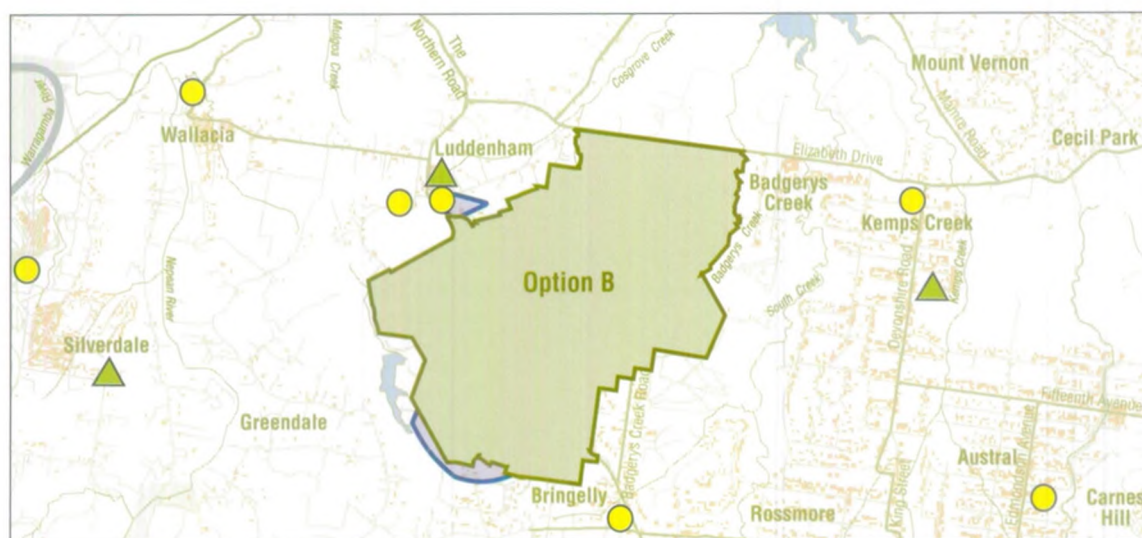 Warragamba
River
Wallacia
Mulgoa
Creek
The
Northern Road
Cosgrove Creek
Mount Vernon
Mamre Road
Cecil Park
Luddenham
Elizabeth Drive
Badgerys
Creek
Kemps Creek
Badgerys Creek
Option B
Nepean River
South Creek
Devonshire Road
Kemps Creek
Silverdale
Greendale
Badgerys Creek Road
Fifteenth Avenue
Edmondson Avenue
Austral
King Street
Carnes
Hill
Bringelly
Rossmore